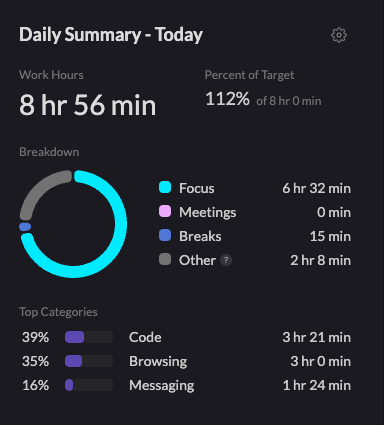 Daily Summary - Today
Work Hours
8 hr 56 min
Percent of Target
112% of 8 hr 0 min
Breakdown
Focus 6 hr 32 min
Meetings 0 min
Breaks 15 min
Other ? 2 hr 8 min
Top Categories
39% Code 3 hr 21 min
35% Browsing 3 hr 0 min
16% Messaging 1 hr 24 min